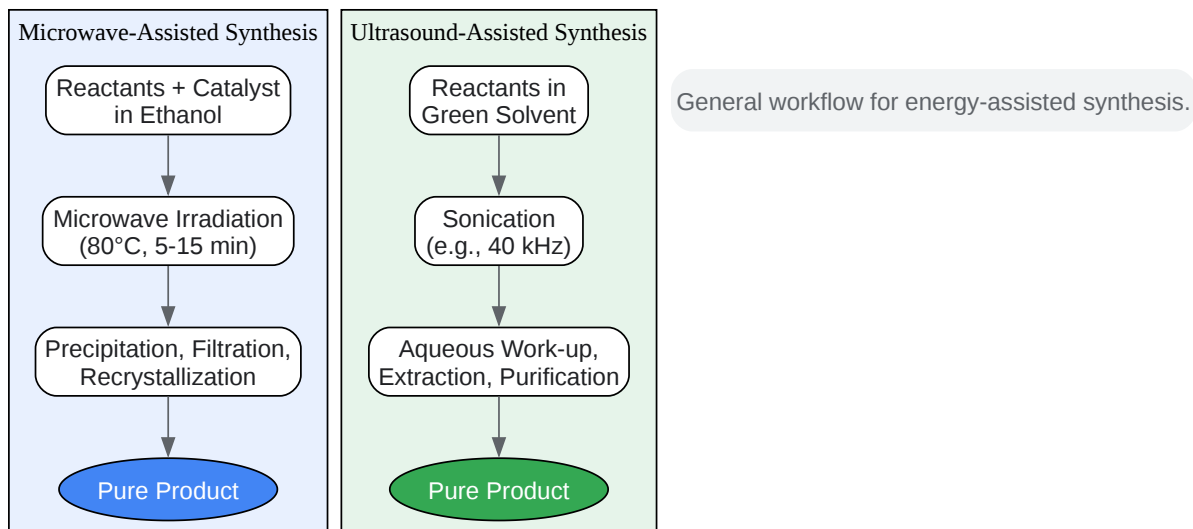 Microwave-Assisted Synthesis
Reactants + Catalyst
in Ethanol
Microwave Irradiation
(80°C, 5-15 min)
Precipitation, Filtration,
Recrystallization
Pure Product
Ultrasound-Assisted Synthesis
Reactants in
Green Solvent
Sonication
(e.g., 40 kHz)
Aqueous Work-up,
Extraction, Purification
Pure Product
General workflow for energy-assisted synthesis.